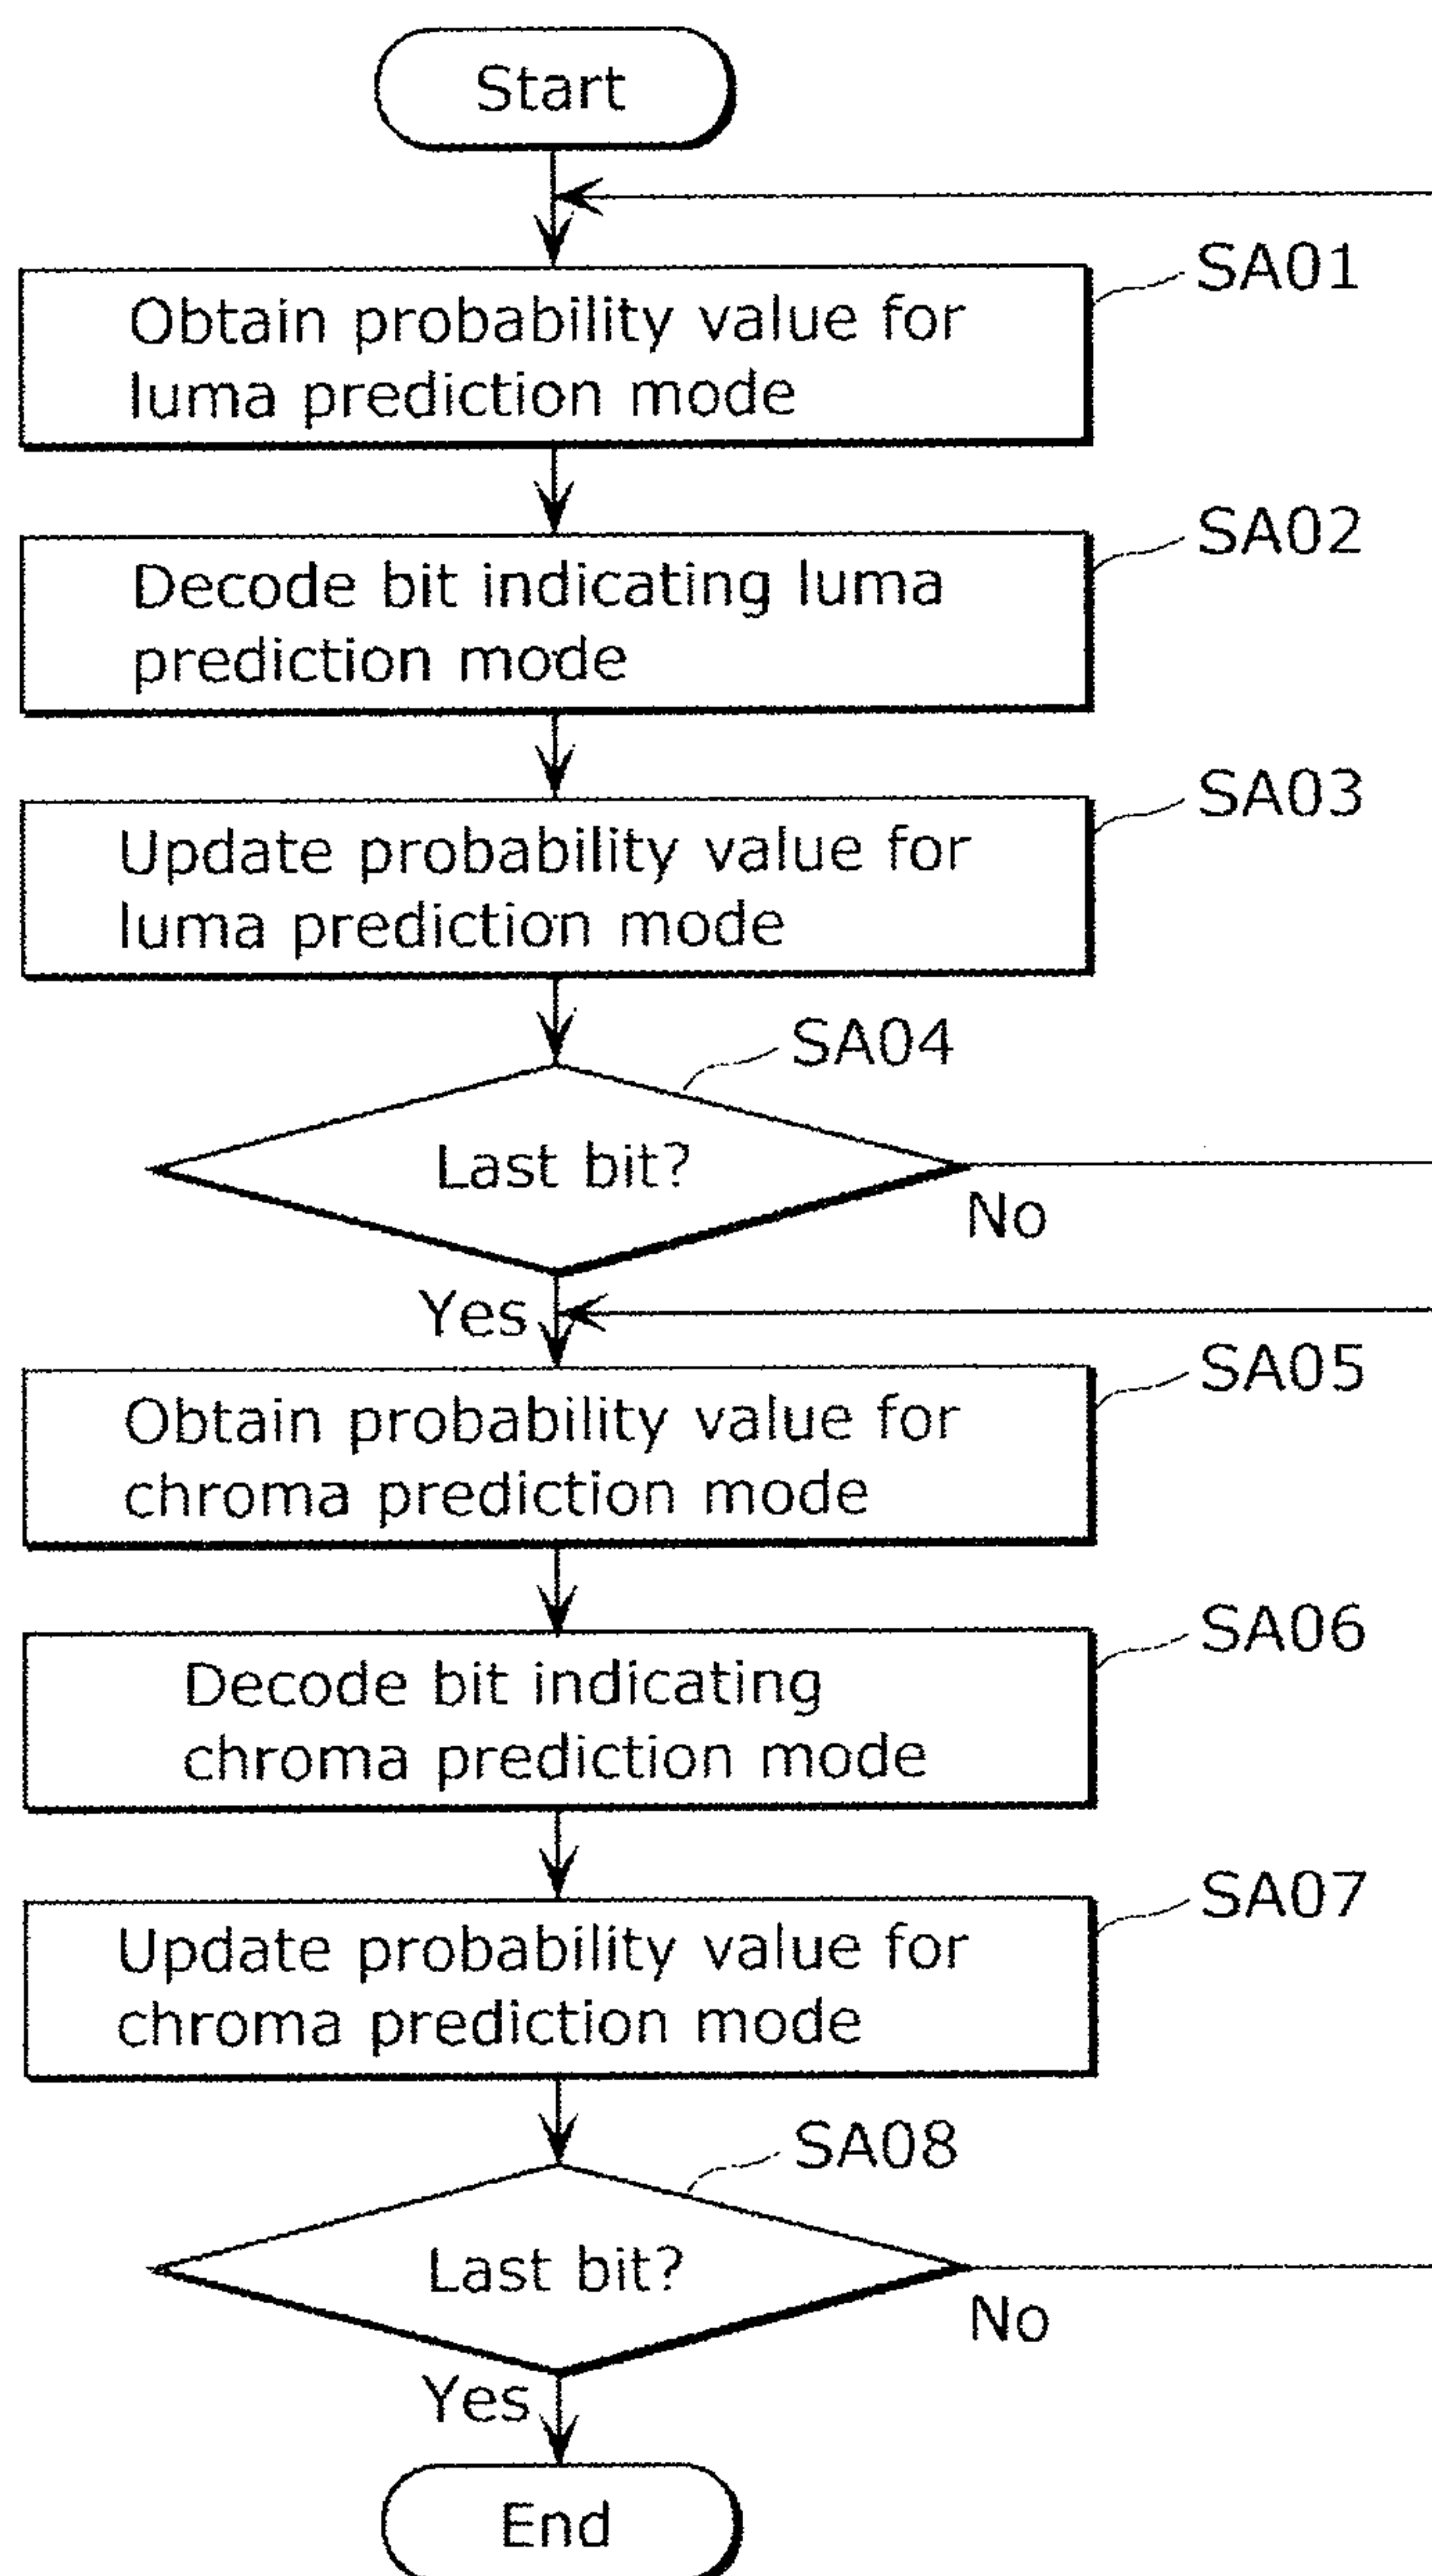 Start
SA01
Obtain probability value for
luma prediction mode
SA02
Decode bit indicating luma
prediction mode
SA03
Update probability value for
luma prediction mode
SA04
Last bit?
No
Yes
SA05
Obtain probability value for
chroma prediction mode
SA06
Decode bit indicating
chroma prediction mode
SA07
Update probability value for
chroma prediction mode
SA08
Last bit?
No
Yes
End